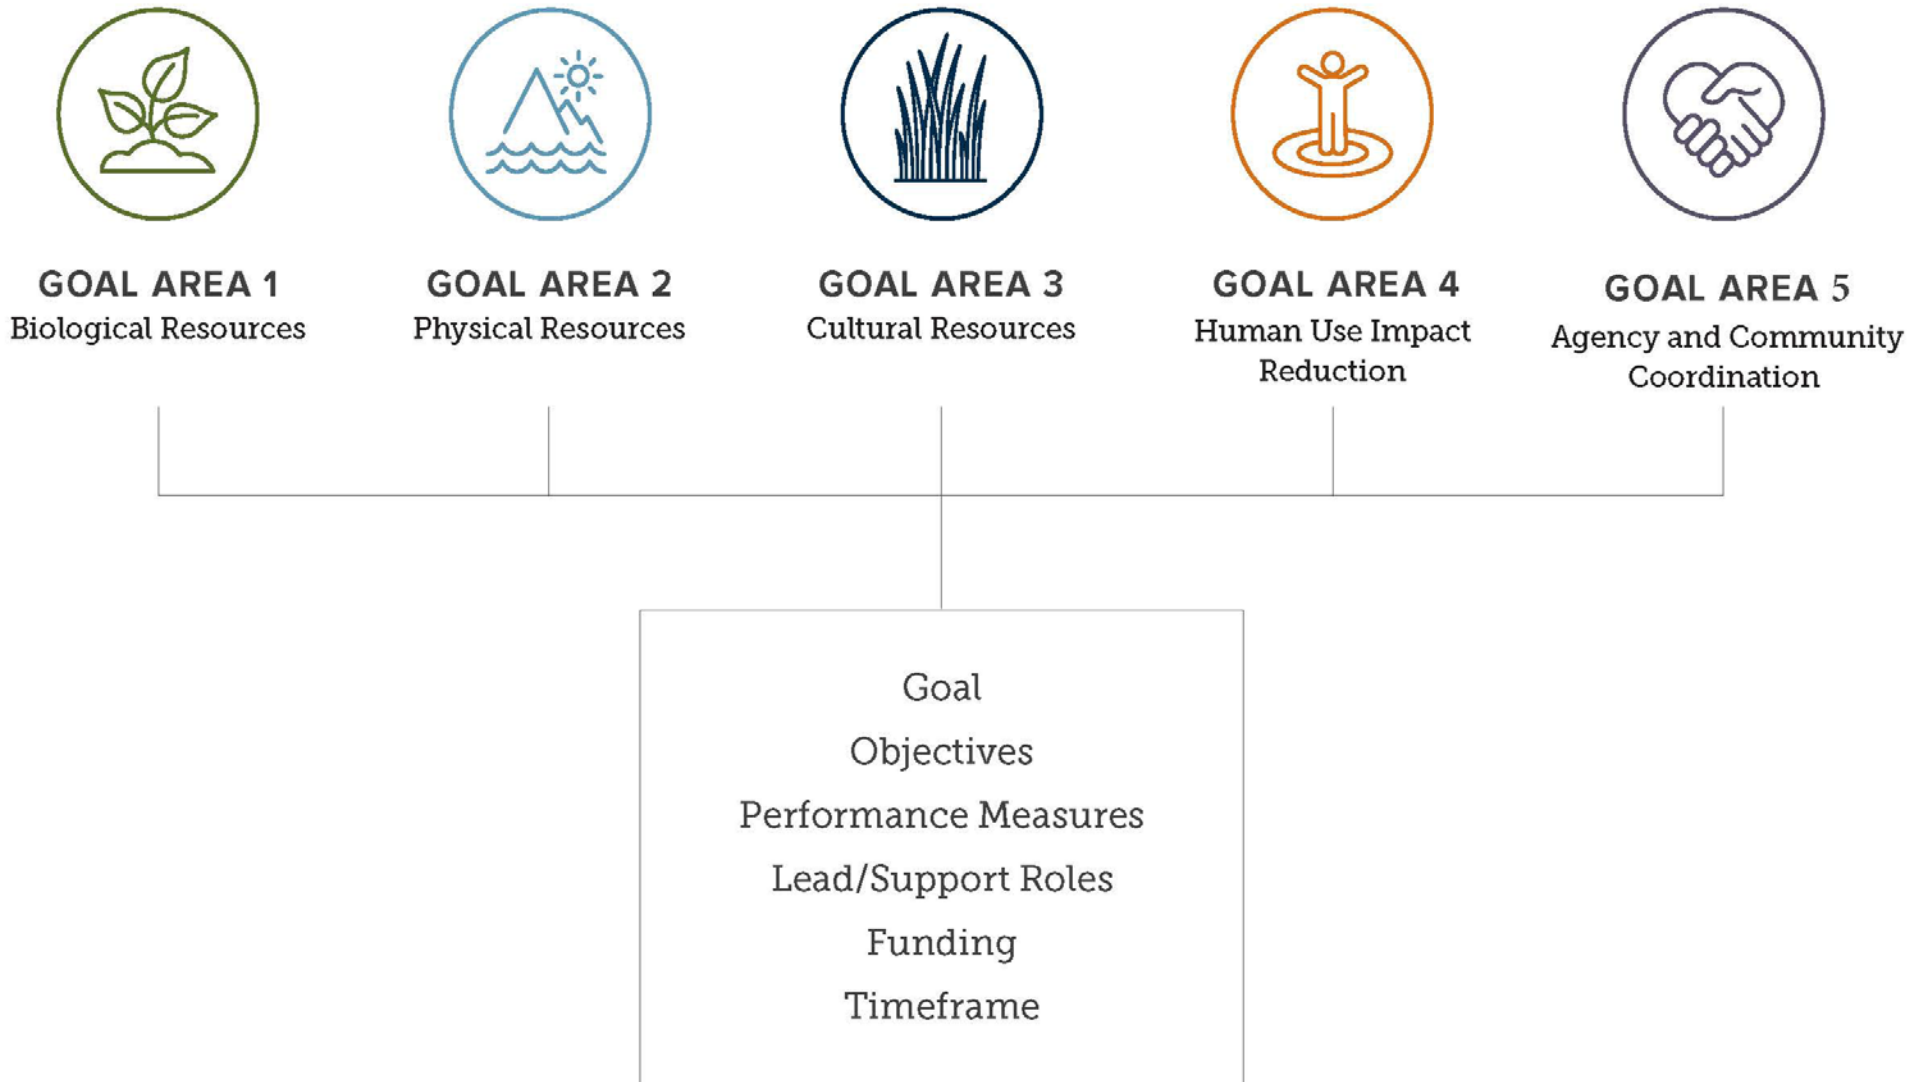 GOAL AREA 1
Biological Resources
GOAL AREA 2
Physical Resources
GOAL AREA 3
Cultural Resources
GOAL AREA 4
Human Use Impact
Reduction
GOAL AREA 5
Agency and Community
Coordination
Goal
Objectives
Performance Measures
Lead/Support Roles
Funding
Timeframe